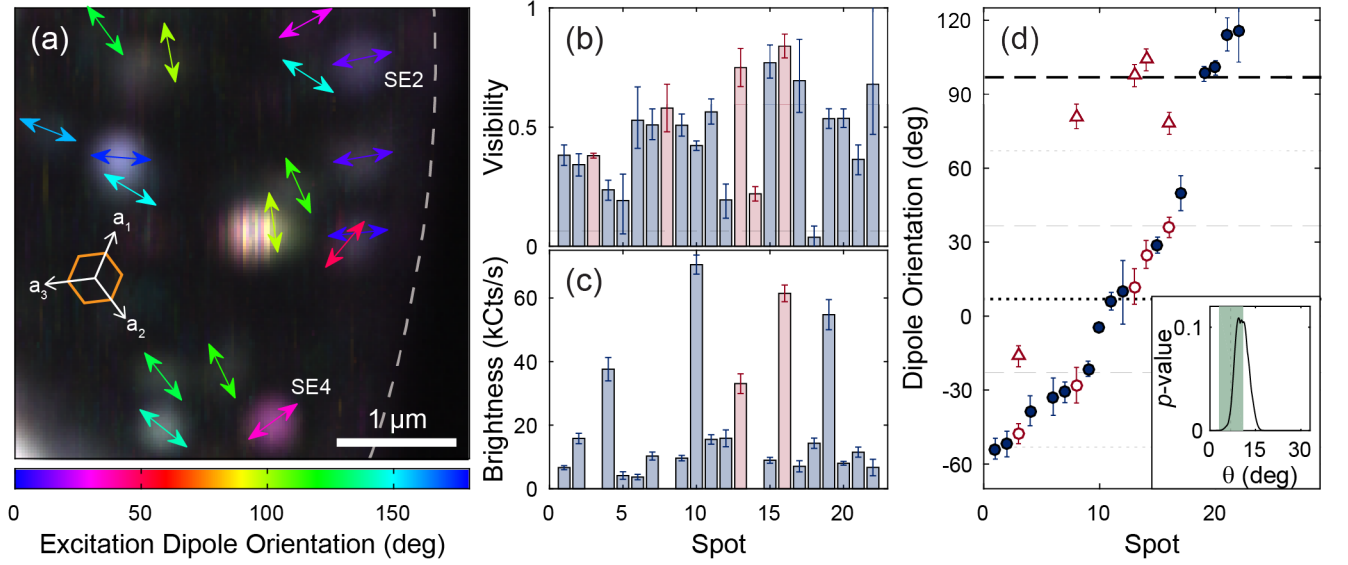 (a)
SE2
a1
a3
a2
SE4
1 μm
0 50 100 150
Excitation Dipole Orientation (deg)
(b)
1
0.5
0
Visibility
(c)
60
40
20
0
Brightness (kCts/s)
0 5 10 15 20
Spot
(d)
120
90
60
30
0
-30
-60
Dipole Orientation (deg)
0 10 20
Spot
0.1
0
p-value
0 15 30
θ (deg)